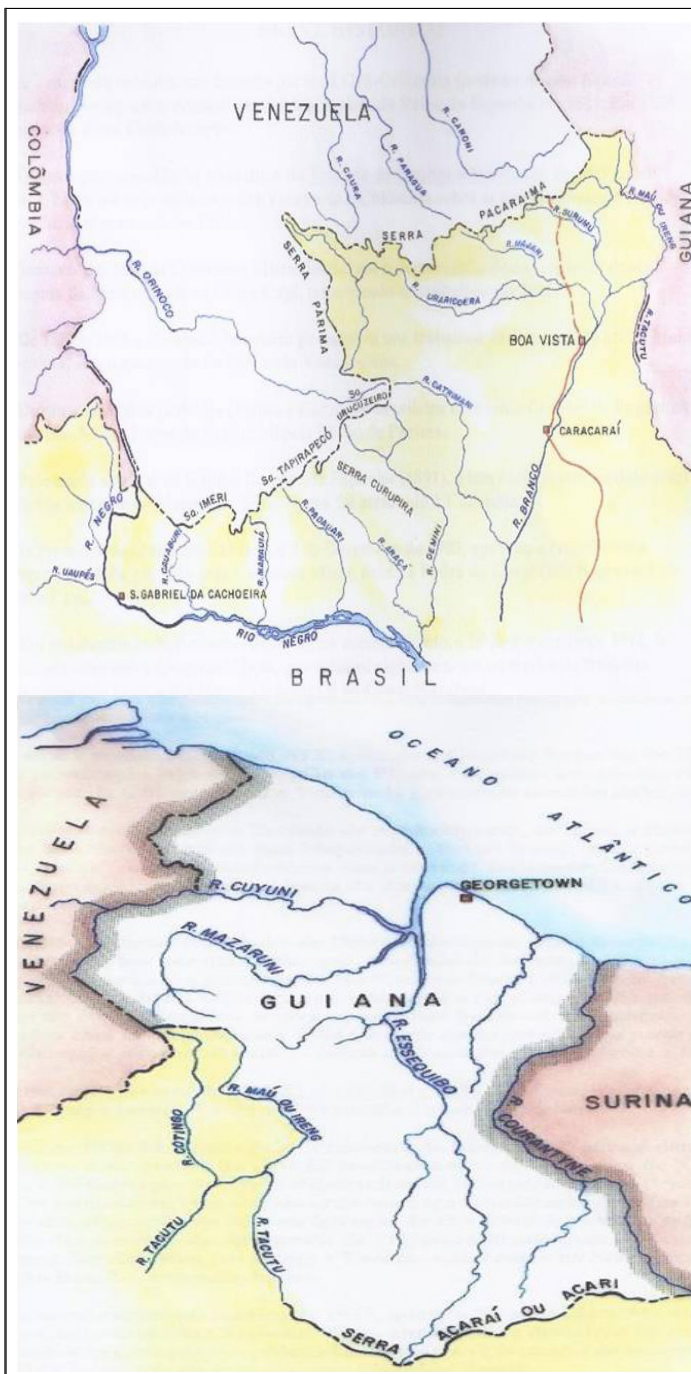 VENEZUELA
COLÔMBIA
GUIANA
R. CAURA
R. PARAGUA
R. CARONI
R. ORINOCO
SERRA
PACARAIMA
SERRA
PARIMA
R. SURUMU
R. MAÚ OU IRENG
R. MAJARI
R. URARICOERA
BOA VISTA
R. TACUTU
Sa.
URUCUZEIRO
R. CATRIMANI
CARACARAÍ
Sa. TAPIRAPECÓ
SERRA CURUPIRA
Sa. IMERI
R. NEGRO
R. CAUABURI
R. MARAUIÁ
R. PADAUARI
R. ARAÇÁ
R. DEMINI
R. BRANCO
R. UAUPÉS
S. GABRIEL DA CACHOEIRA
RIO NEGRO
BRASIL
VENEZUELA
OCEANO ATLÂNTICO
R. CUYUNI
GEORGETOWN
R. MAZARUNI
GUIANA
R. ESSEQUIBO
R. MAÚ OU IRENG
R. COTINGO
SURINA
R. COURANTYNE
R. TACUTU
R. TACUTU
SERRA ACARAÍ OU ACARI